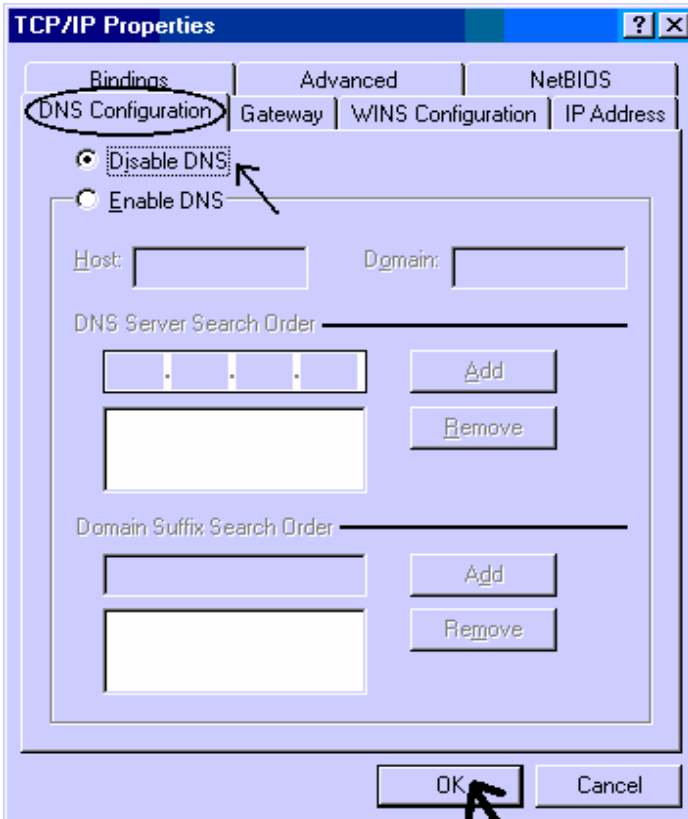 TCP/IP Properties
Bindings Advanced NetBIOS
DNS Configuration Gateway WINS Configuration IP Address
Disable DNS
Enable DNS
Host: Domain:
DNS Server Search Order
. . .
Add
Remove
Domain Suffix Search Order
Add
Remove
OK Cancel